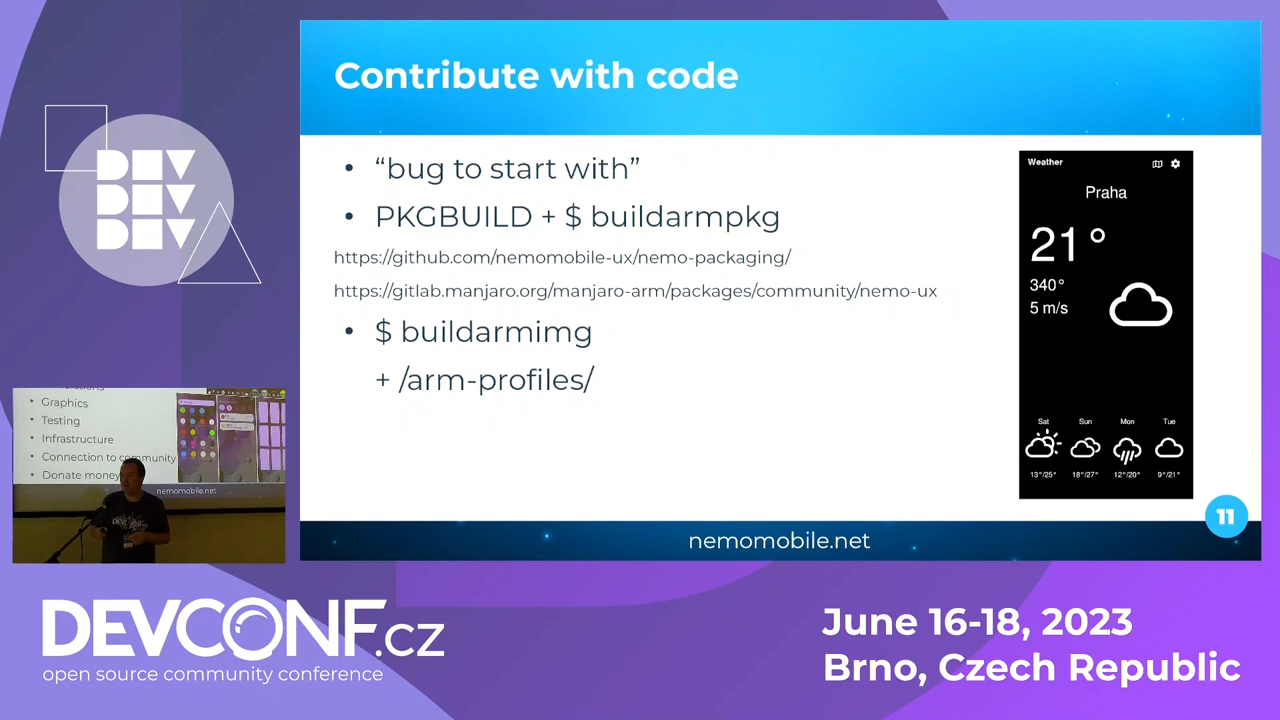 Contribute with code
• “bug to start with”
• PKGBUILD + $ buildarmpkg
https://github.com/nemomobile-ux/nemo-packaging/
https://gitlab.manjaro.org/manjaro-arm/packages/community/nemo-ux
• $ buildarmimg
+ /arm-profiles/
Weather
Praha
21°
340°
5 m/s
Sat Sun Mon Tue
13°/25° 18°/27° 12°/20° 9°/21°
11
nemomobile.net
DEV
DEV
DEV
• Graphics
• Testing
• Infrastructure
• Connection to community
• Donate money
nemomobile.net
DEVCONF.cz
open source community conference
June 16-18, 2023
Brno, Czech Republic